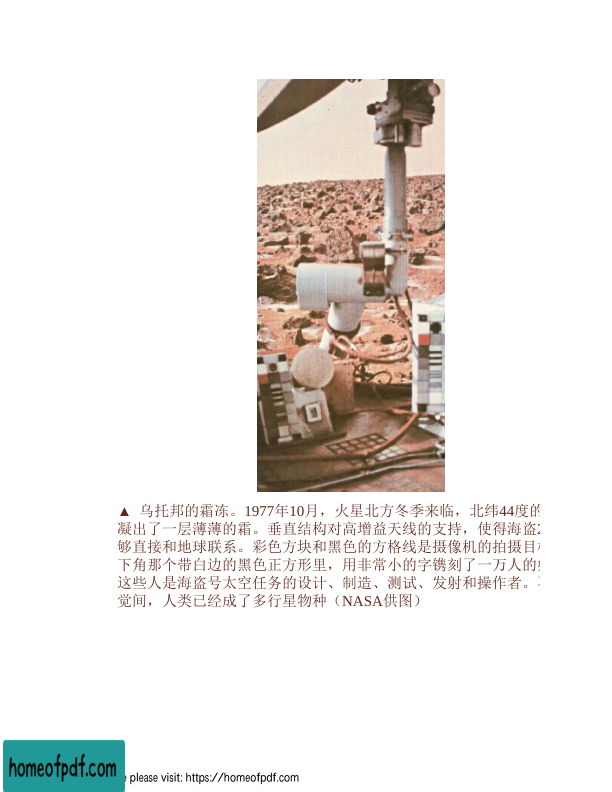 ▲ 乌托邦的霜冻。1977年10月，火星北方冬季来临，北纬44度的
凝出了一层薄薄的霜。垂直结构对高增益天线的支持，使得海盗2
够直接和地球联系。彩色方块和黑色的方格线是摄像机的拍摄目
下角那个带白边的黑色正方形里，用非常小的字镌刻了一万人的
这些人是海盗号太空任务的设计、制造、测试、发射和操作者。
觉间，人类已经成了多行星物种（NASA供图）
homeofpdf.com
please visit: https://homeofpdf.com